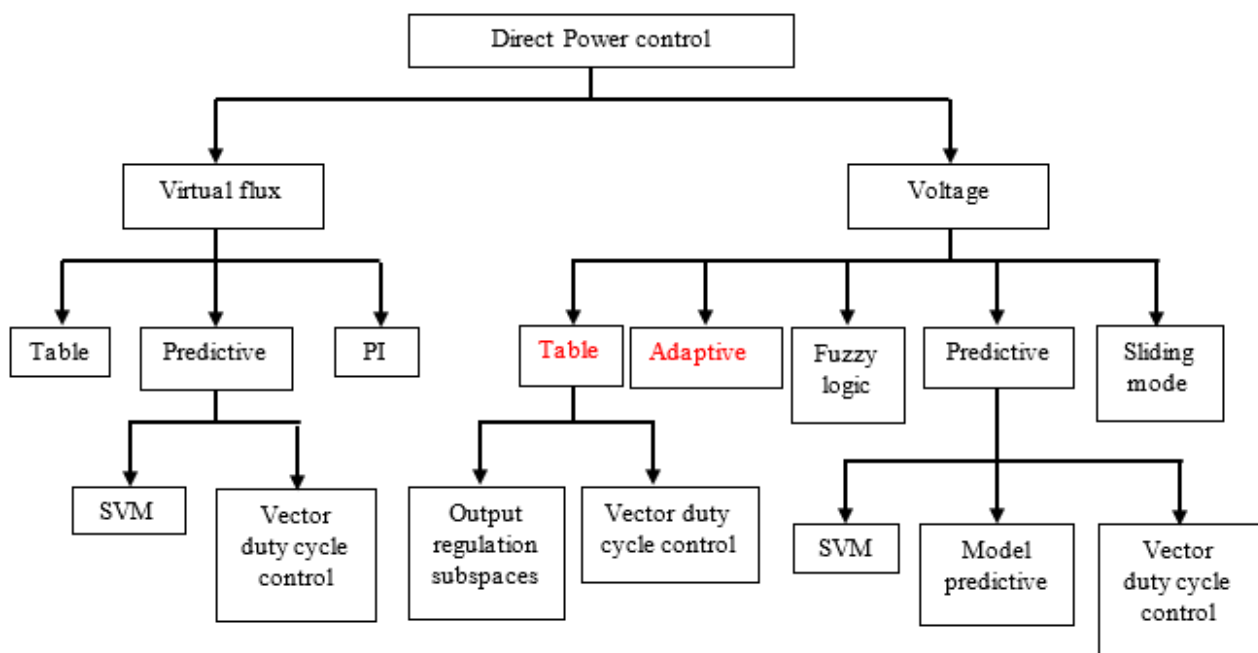 Direct Power control
Virtual flux
Voltage
Table
Predictive
PI
Table
Adaptive
Fuzzy
logic
Predictive
Sliding
mode
SVM
Vector
duty cycle
control
Output
regulation
subspaces
Vector duty
cycle control
SVM
Model
predictive
Vector
duty cycle
control